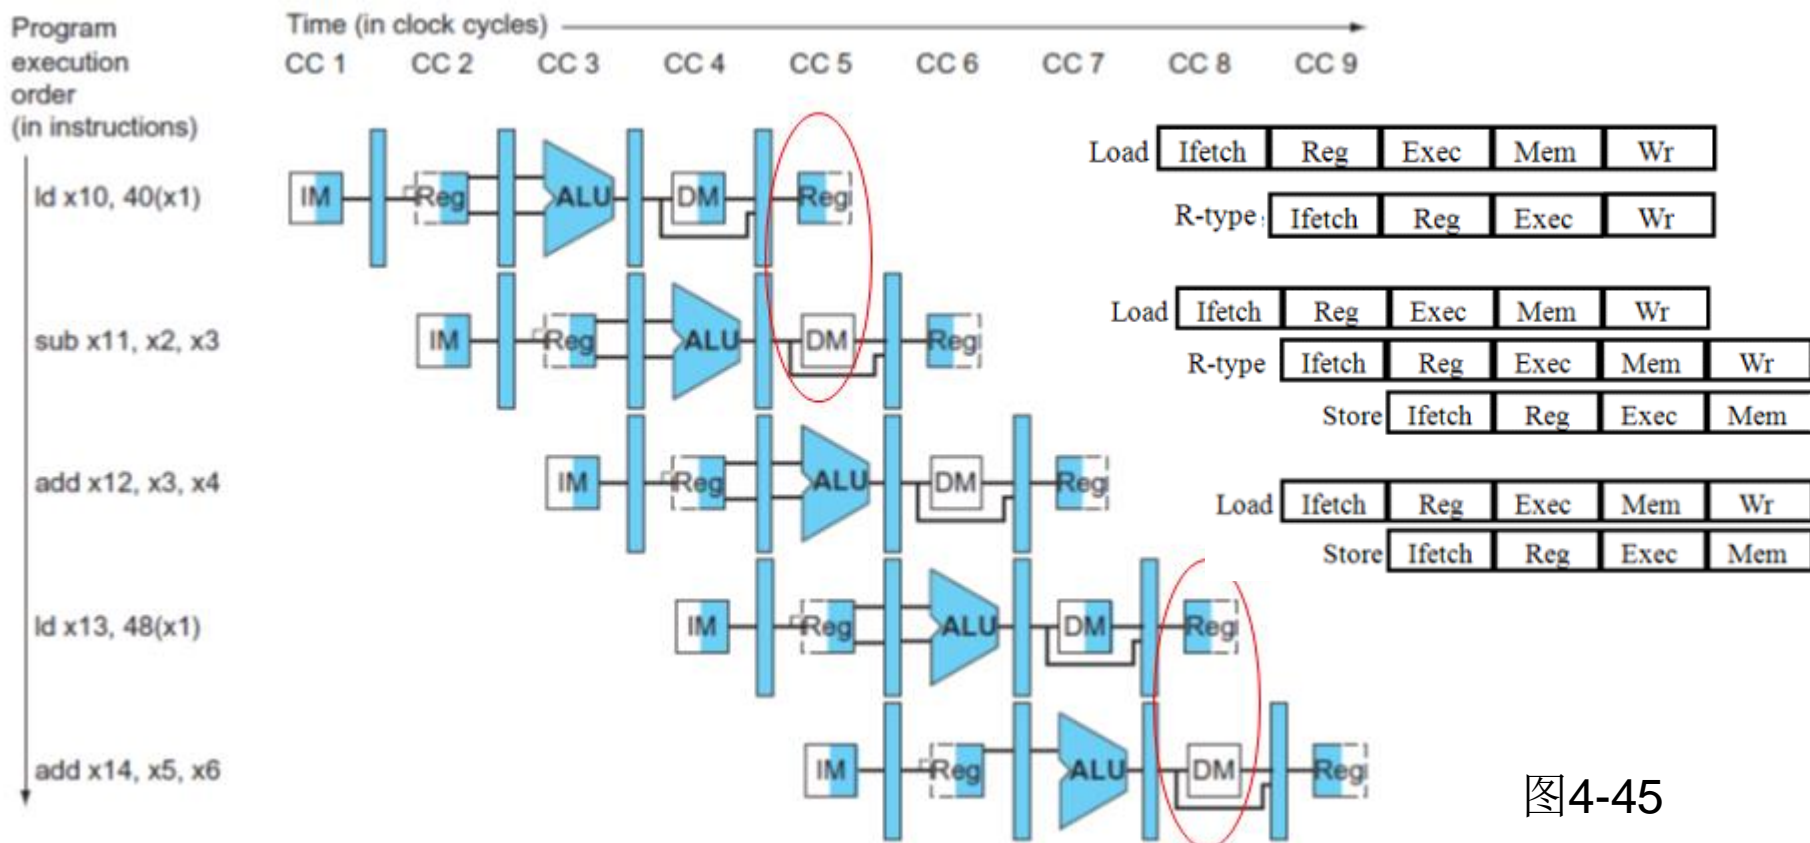 Program
execution
order
(in instructions)
Time (in clock cycles)
CC 1 CC 2 CC 3 CC 4 CC 5 CC 6 CC 7 CC 8 CC 9
ld x10, 40(x1)
IM Reg ALU DM Reg
sub x11, x2, x3
IM Reg ALU DM Reg
add x12, x3, x4
IM Reg ALU DM Reg
ld x13, 48(x1)
IM Reg ALU DM Reg
add x14, x5, x6
IM Reg ALU DM Reg
Load Ifetch Reg Exec Mem Wr
R-type: Ifetch Reg Exec Wr
Load Ifetch Reg Exec Mem Wr
R-type Ifetch Reg Exec Mem Wr
Store Ifetch Reg Exec Mem
Load Ifetch Reg Exec Mem Wr
Store Ifetch Reg Exec Mem
图4-45